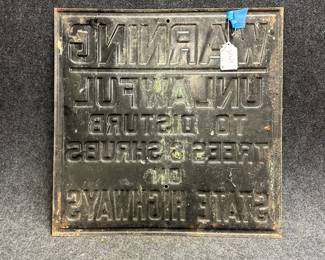 WARNING
UNLAWFUL
TO DISTURB
TREES & SHRUBS
ON
STATE HIGHWAYS